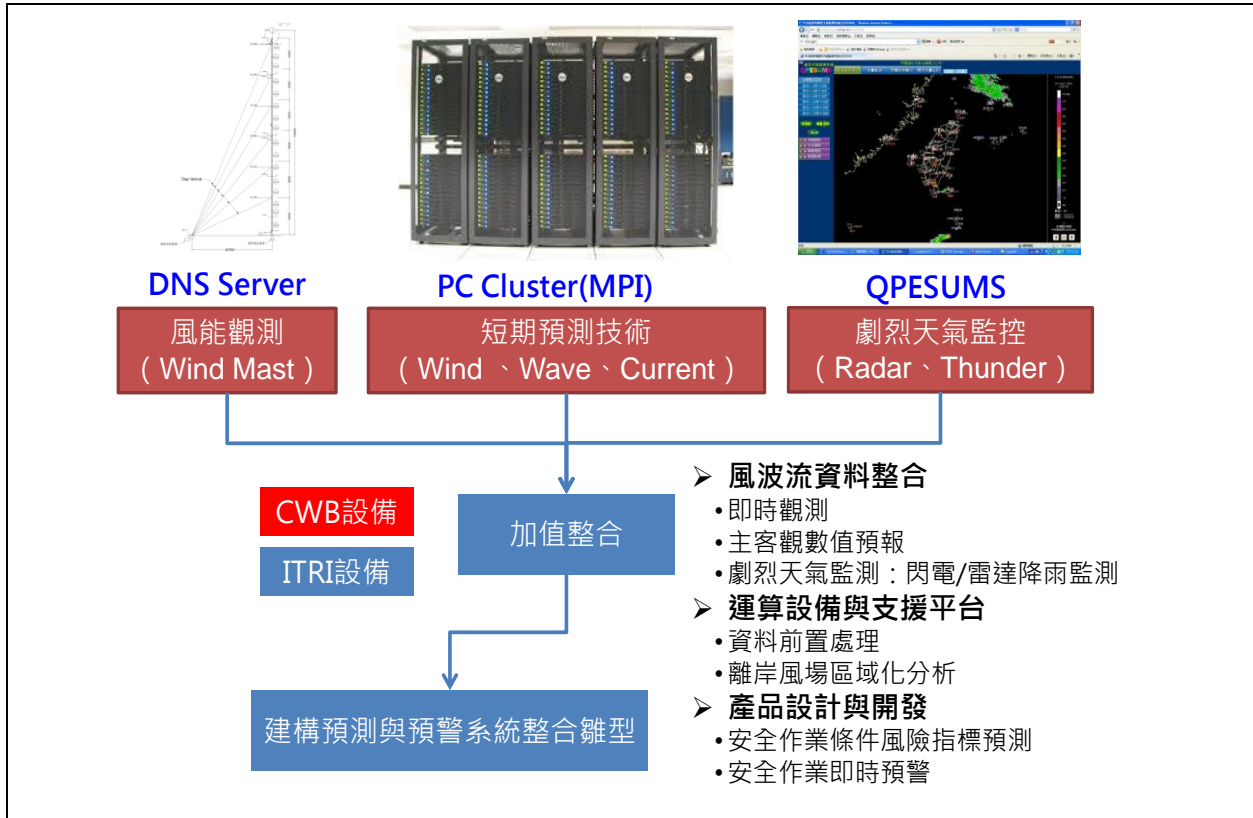 QPESUMS
DNS Server
PC Cluster(MPI)
QPESUMS
風能觀測
（Wind Mast）
短期預測技術
（Wind 、Wave、Current）
劇烈天氣監控
（Radar、Thunder）
CWB設備
ITRI設備
加值整合
建構預測與預警系統整合雛型
➢ 風波流資料整合
•即時觀測
•主客觀數值預報
•劇烈天氣監測：閃電/雷達降雨監測
➢ 運算設備與支援平台
•資料前置處理
•離岸風場區域化分析
➢ 產品設計與開發
•安全作業條件風險指標預測
•安全作業即時預警